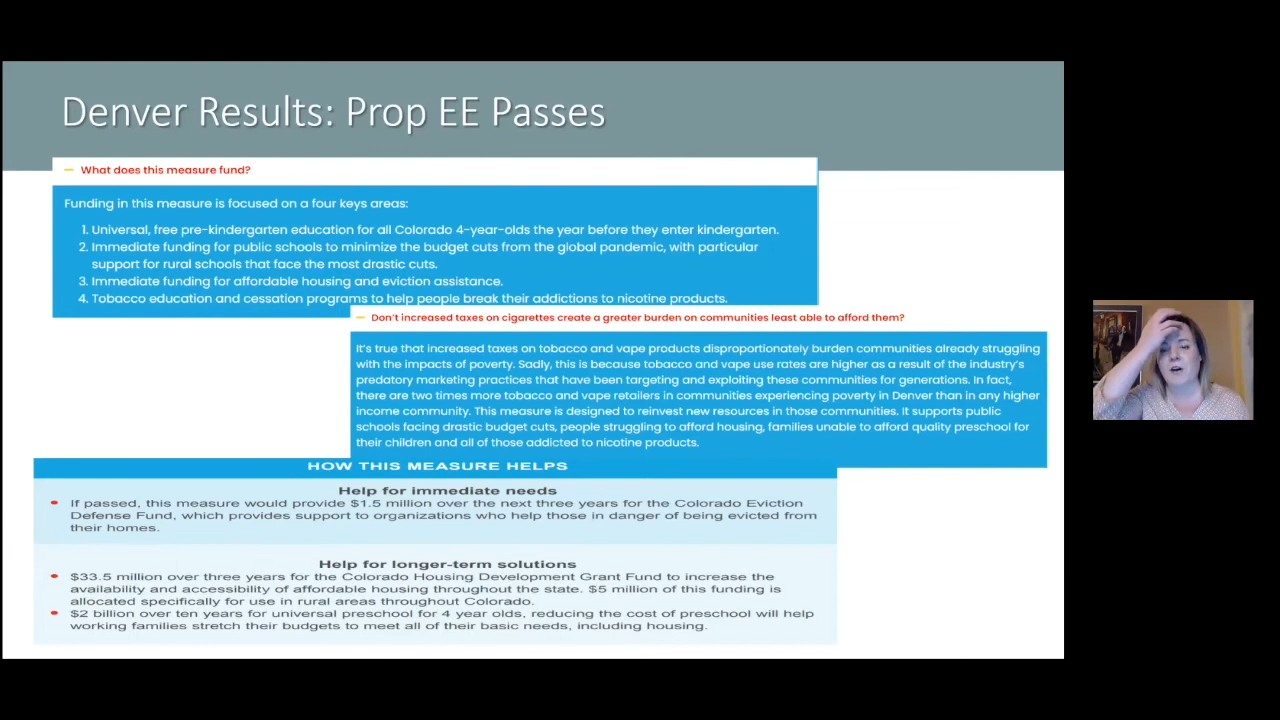 Denver Results: Prop EE Passes
What does this measure fund?
Funding in this measure is focused on a four keys areas:
1. Universal, free pre-kindergarten education for all Colorado 4-year-olds the year before they enter kindergarten.
2. Immediate funding for public schools to minimize the budget cuts from the global pandemic, with particular
support for rural schools that face the most drastic cuts.
3. Immediate funding for affordable housing and eviction assistance.
4. Tobacco education and cessation programs to help people break their addictions to nicotine products.
Don't increased taxes on cigarettes create a greater burden on communities least able to afford them?
It's true that increased taxes on tobacco and vape products disproportionately burden communities already struggling
with the impacts of poverty. Sadly, this is because tobacco and vape use rates are higher as a result of the industry's
predatory marketing practices that have been targeting and exploiting these communities for generations. In fact,
there are two times more tobacco and vape retailers in communities experiencing poverty in Denver than in any higher
income community. This measure is designed to reinvest new resources in those communities. It supports public
schools facing drastic budget cuts, people struggling to afford housing, families unable to afford quality preschool for
their children and all of those addicted to nicotine products.
HOW THIS MEASURE HELPS
Help for immediate needs
If passed, this measure would provide $1.5 million over the next three years for the Colorado Eviction
Defense Fund, which provides support to organizations who help those in danger of being evicted from
their homes.
Help for longer-term solutions
$33.5 million over three years for the Colorado Housing Development Grant Fund to increase the
availability and accessibility of affordable housing throughout the state. $5 million of this funding is
allocated specifically for use in rural areas throughout Colorado.
$2 billion over ten years for universal preschool for 4 year olds, reducing the cost of preschool will help
working families stretch their budgets to meet all of their basic needs, including housing.